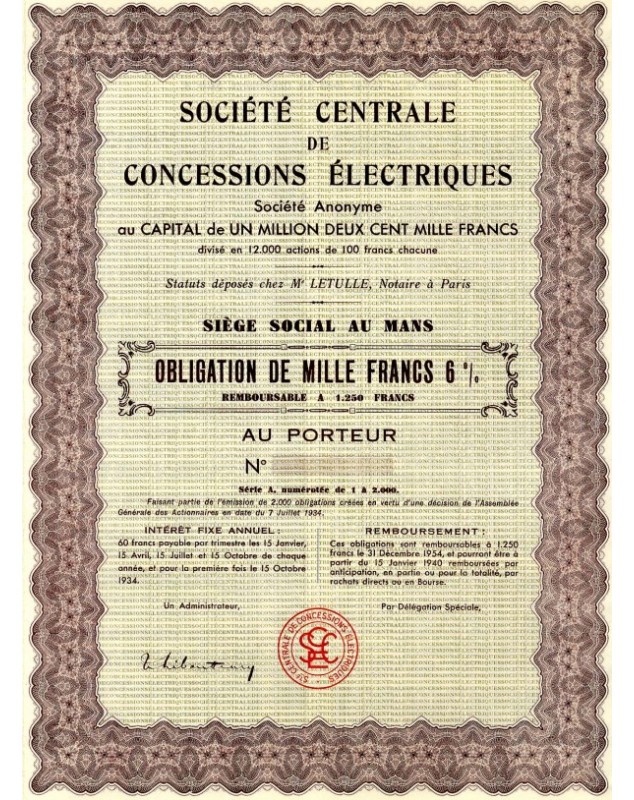 SOCIÉTÉ CENTRALE
DE
CONCESSIONS ÉLECTRIQUES
Société Anonyme
au CAPITAL de UN MILLION DEUX CENT MILLE FRANCS
divisé en 12.000 actions de 100 francs chacune
Statuts déposés chez Me LETULLE, Notaire à Paris
SIÈGE SOCIAL AU MANS
OBLIGATION DE MILLE FRANCS 6 %
REMBOURSABLE A 1.250 FRANCS
AU PORTEUR
N°
Série A, numérotée de 1 à 2.000.
Faisant partie de l'émission de 2.000 obligations créées en vertu d'une décision de l'Assemblée
Générale des Actionnaires en date du 7 Juillet 1934.
INTÉRÊT FIXE ANNUEL :
60 francs payable par trimestre les 15 Janvier,
15 Avril, 15 Juillet et 15 Octobre de chaque
année, et pour la première fois le 15 Octobre
1934.
REMBOURSEMENT :
Ces obligations sont remboursables à 1.250
francs le 31 Décembre 1954, et pourront être à
partir du 15 Janvier 1940 remboursées par
anticipation, en partie ou pour la totalité, par
rachats directs ou en Bourse.
Un Administrateur,
Par Délégation Spéciale,
STÉ CENTRALE DE CONCESSIONS ÉLECTRIQUES